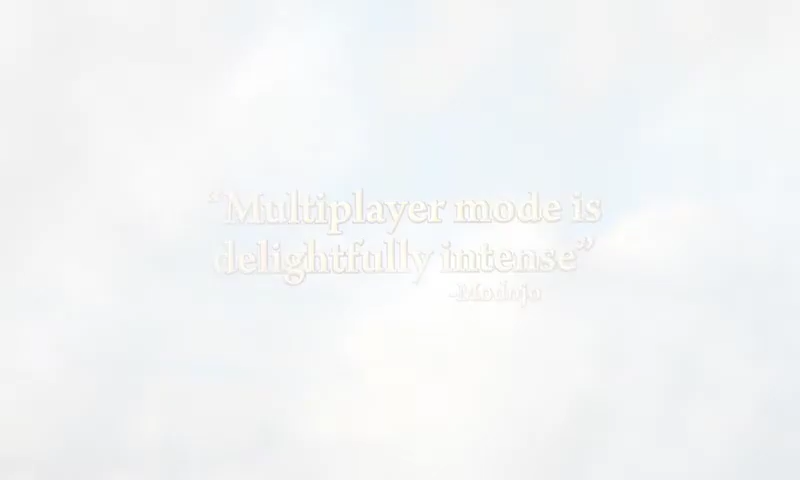 “Multiplayer mode is
delightfully intense”
-Modojo